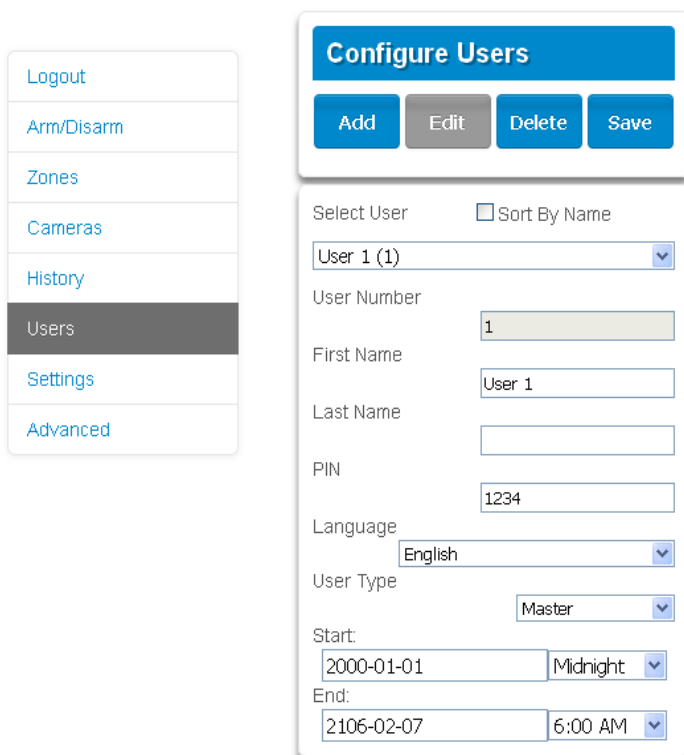 Logout
Arm/Disarm
Zones
Cameras
History
Users
Settings
Advanced
Configure Users
Add Edit Delete Save
Select User Sort By Name
User 1 (1)
User Number
1
First Name
User 1
Last Name
PIN
1234
Language
English
User Type
Master
Start:
2000-01-01 Midnight
End:
2106-02-07 6:00 AM